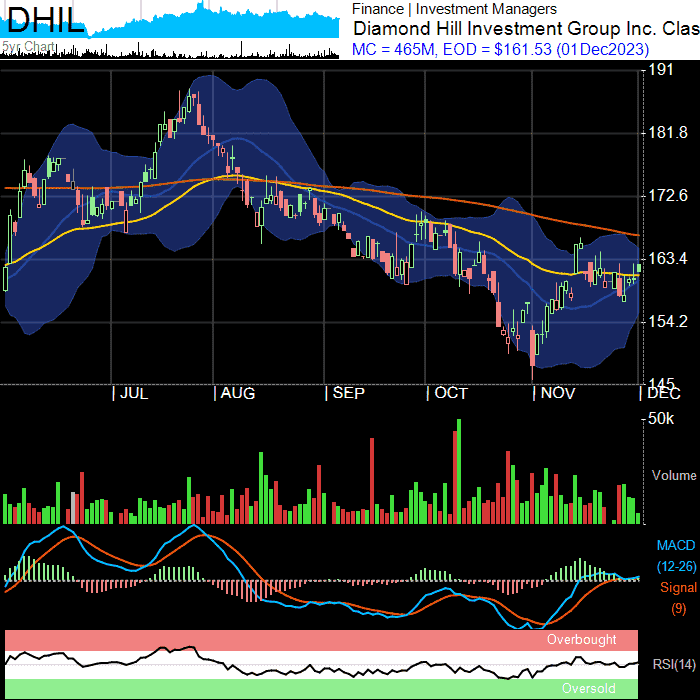 DHIL
5yr Chart
Finance | Investment Managers
Diamond Hill Investment Group Inc. Clas
MC = 465M, EOD = $161.53 (01Dec2023)
191
181.8
172.6
163.4
154.2
145
JUL AUG SEP OCT NOV DEC
50k
Volume
MACD
(12-26)
Signal
(9)
Overbought
RSI(14)
Oversold